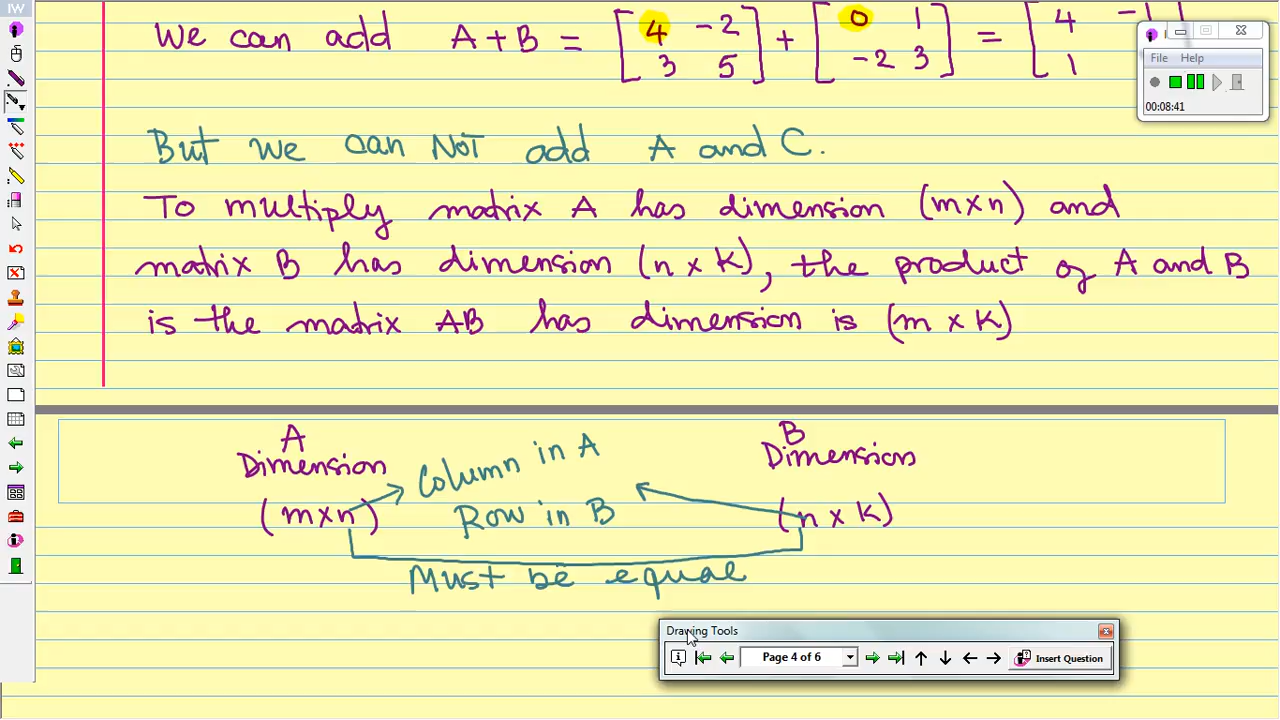 IW
We can add A+B = [4 -2 + [0 1 = [4 -1
3 5] -2 3] 1
File Help
00:08:41
But we can NOT add A and C.
To multiply matrix A has dimension (m×n) and
matrix B has dimension (n × K), the product of A and B
is the matrix AB has dimension is (m × K)
A B
Dimension Column in A Dimension
(m×n) Row in B (n × K)
Must be equal
Drawing Tools
Page 4 of 6 Insert Question